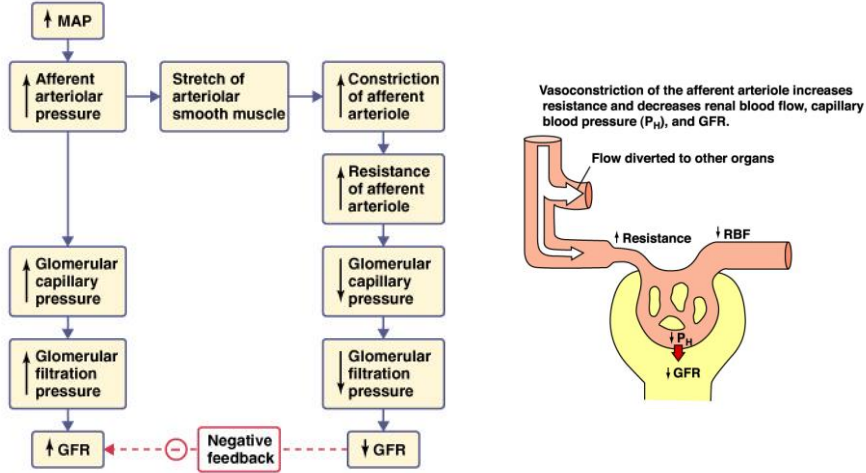 ↑ MAP
↑ Afferent
arteriolar
pressure
Stretch of
arteriolar
smooth muscle
↑ Constriction
of afferent
arteriole
↑ Resistance
of afferent
arteriole
↑ Glomerular
capillary
pressure
↓ Glomerular
capillary
pressure
↑ Glomerular
filtration
pressure
↓ Glomerular
filtration
pressure
↑ GFR
−
Negative
feedback
↓ GFR
Vasoconstriction of the afferent arteriole increases
resistance and decreases renal blood flow, capillary
blood pressure (PH), and GFR.
Flow diverted to other organs
↑ Resistance
↓ RBF
↓ PH
↓ GFR